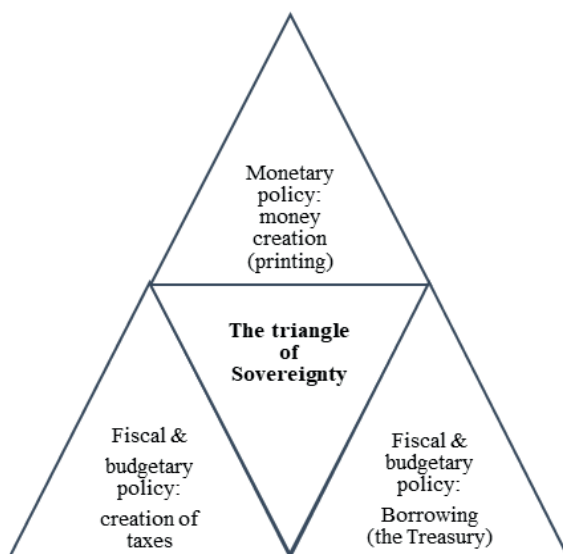 Monetary
policy:
money
creation
(printing)
The triangle
of
Sovereignty
Fiscal &
budgetary
policy:
creation of
taxes
Fiscal &
budgetary
policy:
Borrowing
(the Treasury)